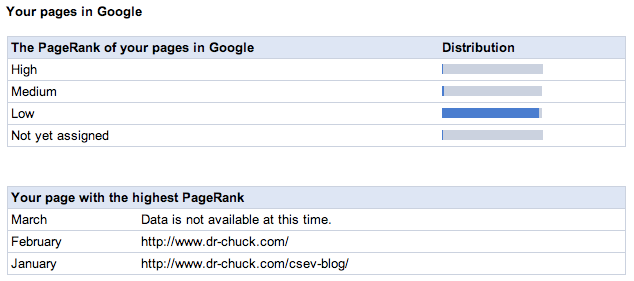 Your pages in Google
The PageRank of your pages in Google Distribution
High
Medium
Low
Not yet assigned
Your page with the highest PageRank
March Data is not available at this time.
February http://www.dr-chuck.com/
January http://www.dr-chuck.com/csev-blog/